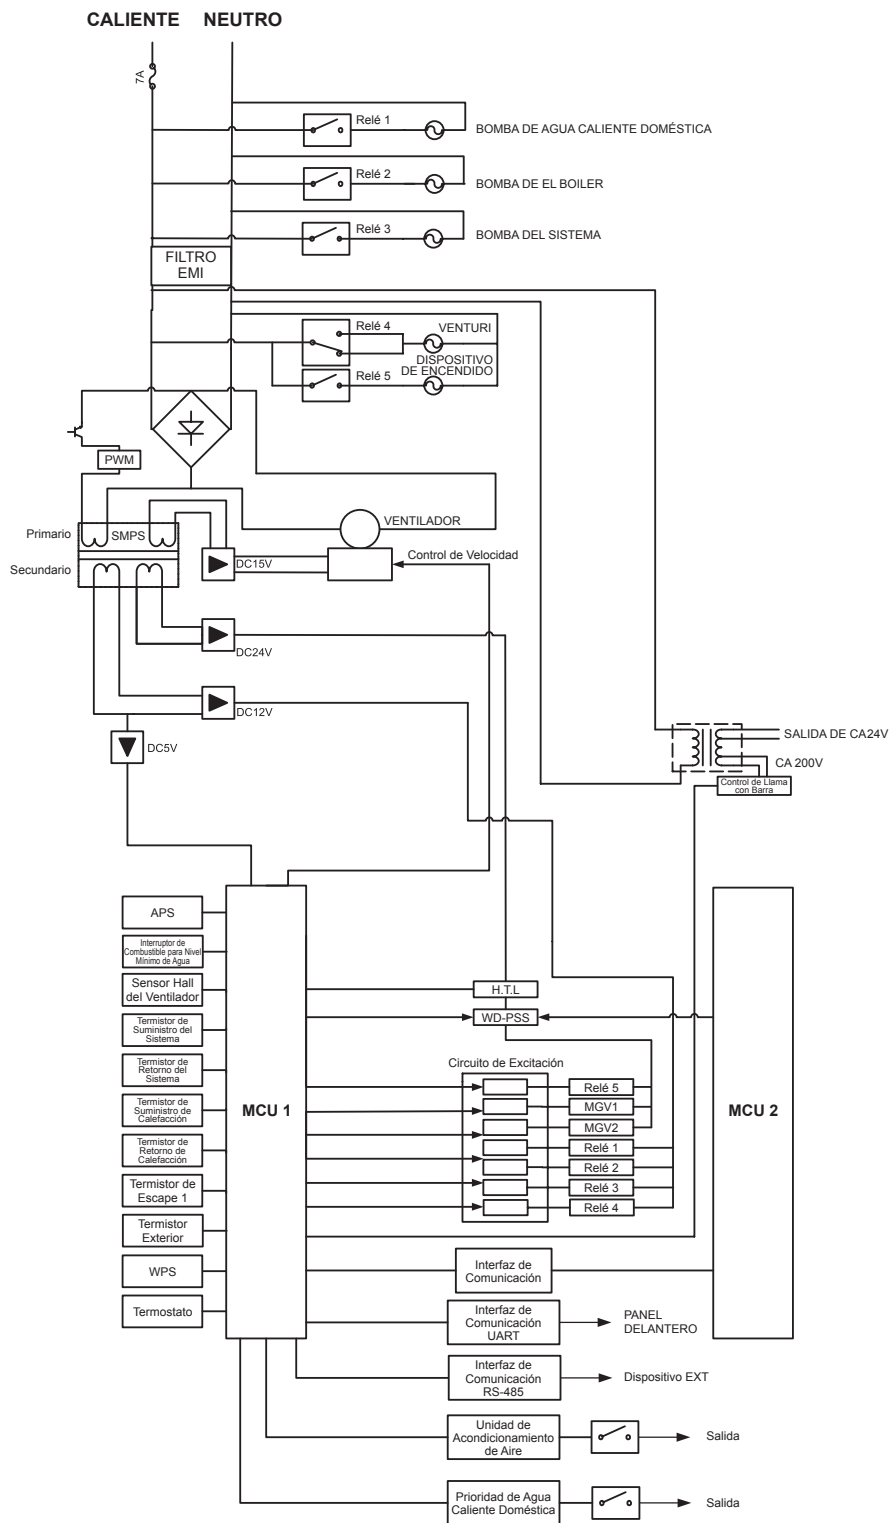 CALIENTE NEUTRO
7A
Relé 1
BOMBA DE AGUA CALIENTE DOMÉSTICA
Relé 2
BOMBA DE EL BOILER
Relé 3
BOMBA DEL SISTEMA
FILTRO
EMI
Relé 4
VENTURI
DISPOSITIVO
DE ENCENDIDO
Relé 5
PWM
VENTILADOR
Primario
SMPS
Control de Velocidad
DC15V
Secundario
DC24V
DC12V
DC5V
SALIDA DE CA24V
CA 200V
Control de Llama
con Barra
APS
Interruptor de
Combustible para Nivel
Mínimo de Agua
Sensor Hall
del Ventilador
Termistor de
Suministro del
Sistema
Termistor de
Retorno del
Sistema
Termistor de
Suministro de
Calefacción
Termistor de
Retorno de
Calefacción
Termistor de
Escape 1
Termistor
Exterior
WPS
Termostato
MCU 1
H.T.L
WD-PSS
Circuito de Excitación
Relé 5
MGV1
MGV2
Relé 1
Relé 2
Relé 3
Relé 4
MCU 2
Interfaz de
Comunicación
Interfaz de
Comunicación
UART
PANEL
DELANTERO
Interfaz de
Comunicación
RS-485
Dispositivo EXT
Unidad de
Acondicionamiento
de Aire
Salida
Prioridad de Agua
Caliente Doméstica
Salida